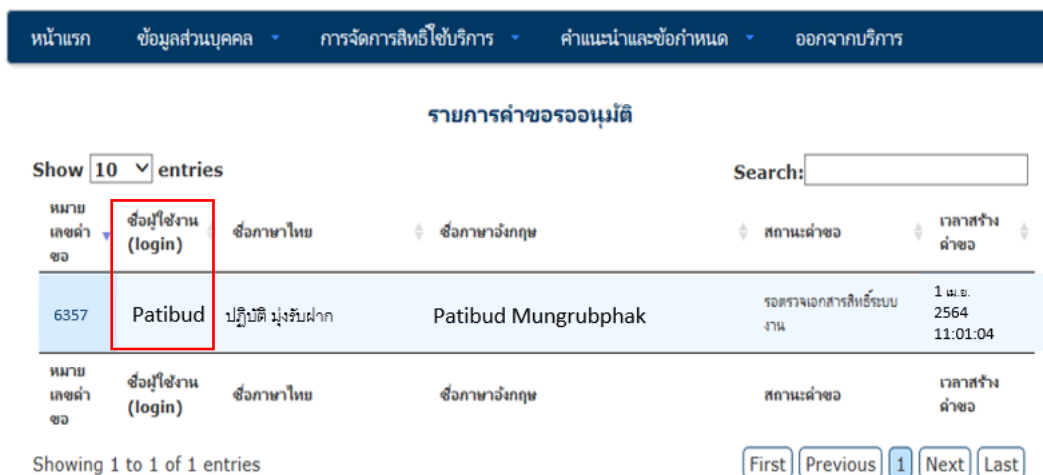 หน้าแรก ข้อมูลส่วนบุคคล การจัดการสิทธิ์ใช้บริการ คำแนะนำและข้อกำหนด ออกจากบริการ
รายการคำขอรออนุมัติ
Show 10 entries Search:
หมายเลขคำขอ ชื่อผู้ใช้งาน (login) ชื่อภาษาไทย ชื่อภาษาอังกฤษ สถานะคำขอ เวลาสร้างคำขอ
6357 Patibud ปฏิบัติ มุ่งรับฝาก Patibud Mungrubphak รอตรวจเอกสารสิทธิ์ระบบงาน 1 เม.ย. 2564 11:01:04
หมายเลขคำขอ ชื่อผู้ใช้งาน (login) ชื่อภาษาไทย ชื่อภาษาอังกฤษ สถานะคำขอ เวลาสร้างคำขอ
Showing 1 to 1 of 1 entries First Previous 1 Next Last